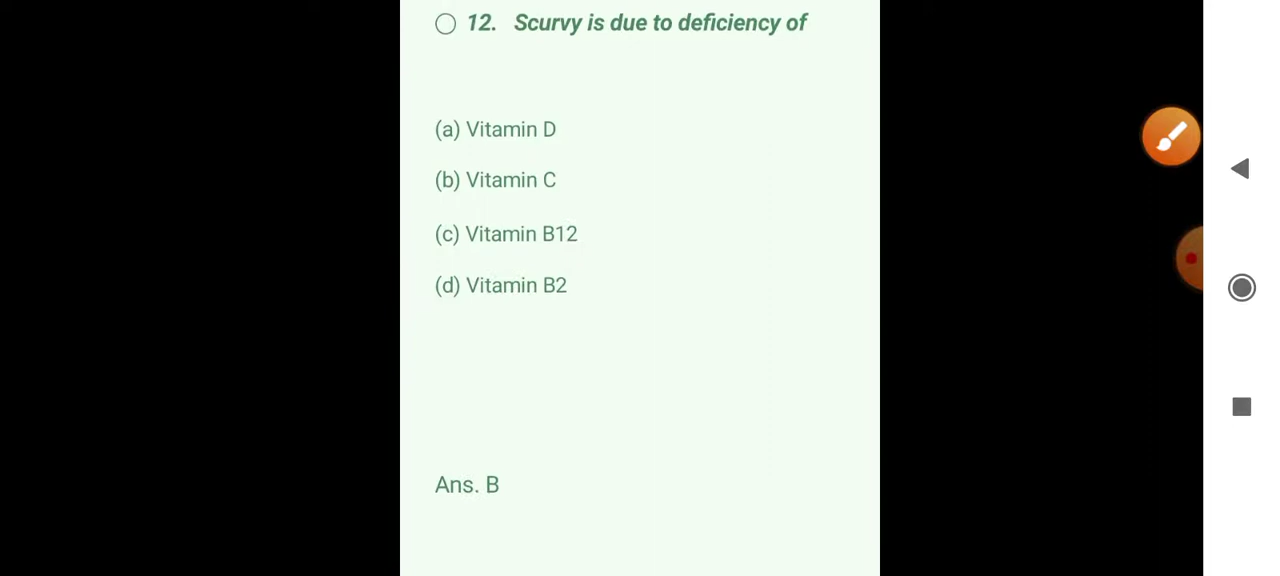 12. Scurvy is due to deficiency of
(a) Vitamin D
(b) Vitamin C
(c) Vitamin B12
(d) Vitamin B2
Ans. B